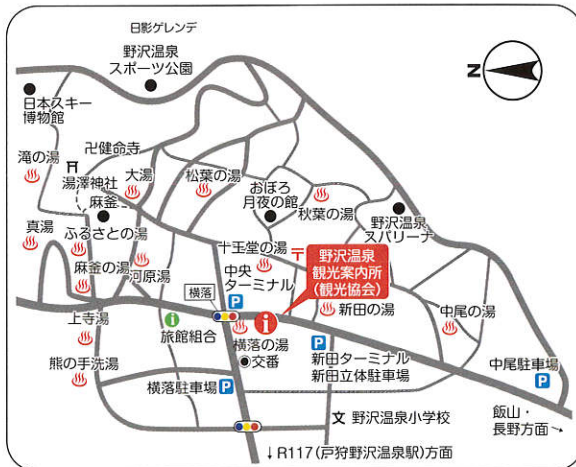 日影ゲレンデ
野沢温泉
スポーツ公園
N
日本スキー
博物館
卍健命寺
滝の湯
湯澤神社
麻釜
大湯
松葉の湯
おぼろ
月夜の館
秋葉の湯
野沢温泉
スパリーナ
真湯
ふるさとの湯
麻釜の湯
河原湯
十王堂の湯
〒
中央
ターミナル
P
野沢温泉
観光案内所
(観光協会)
横落
新田の湯
中尾の湯
上寺湯
i
旅館組合
i
横落の湯
交番
P
新田ターミナル
新田立体駐車場
中尾駐車場
P
熊の手洗湯
横落駐車場 P
文 野沢温泉小学校
飯山・
長野方面→
↓R117(戸狩野沢温泉駅)方面